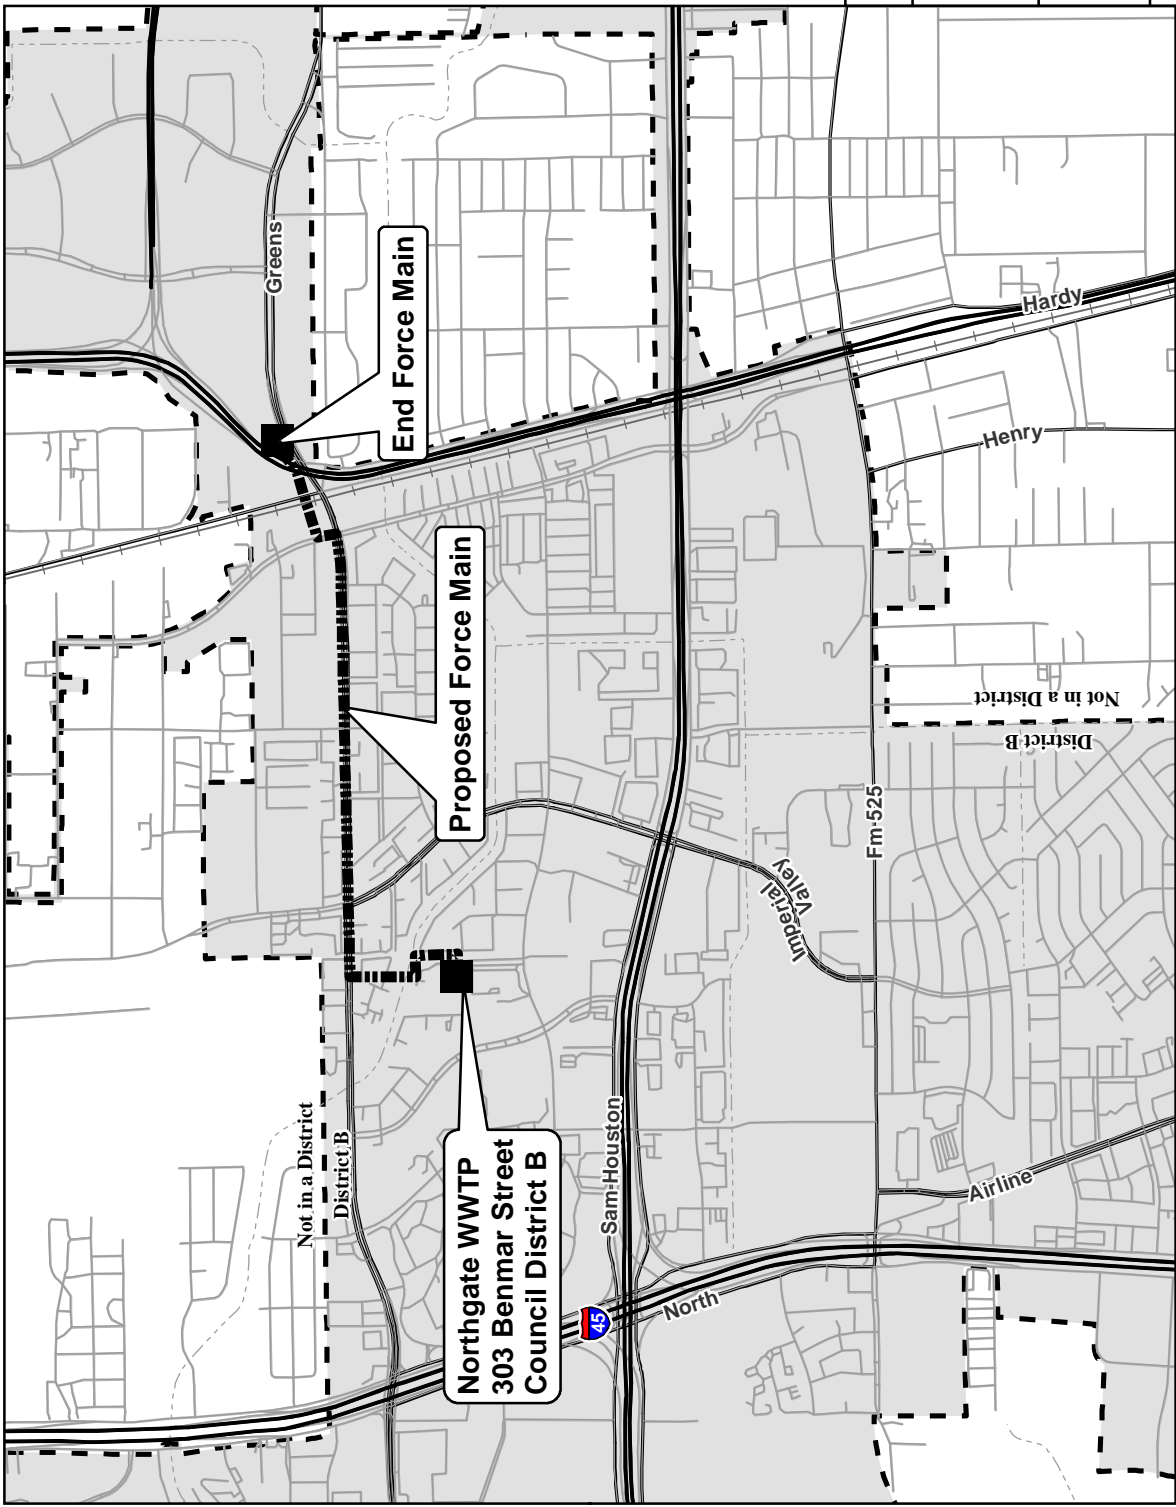 Greens
End Force Main
Hardy
Henry
Proposed Force Main
Not in a District
District B
Fm-525
Imperial
Valley
Not in a District
District B
Northgate WWTP
303 Benmar Street
Council District B
Sam-Houston
Airline
45
North